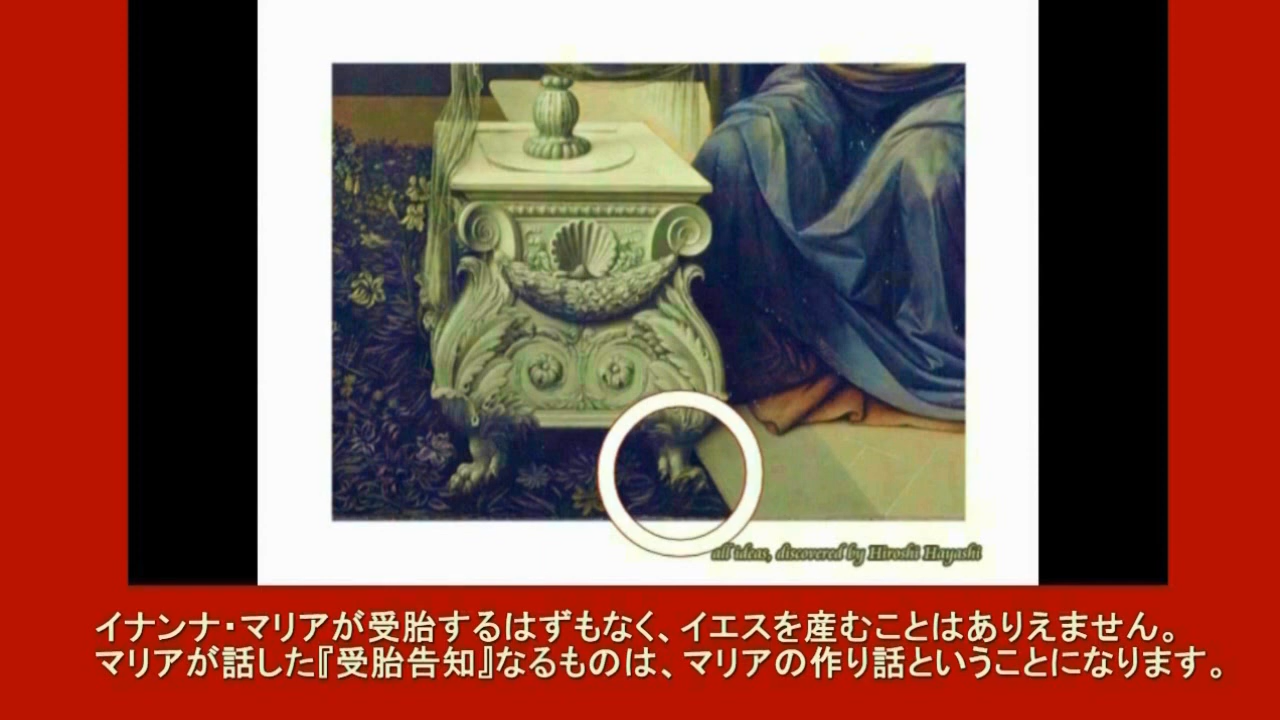 all ideas, discovered by Hiroshi Hayashi
イナンナ・マリアが受胎するはずもなく、イエスを産むことはありえません。
マリアが話した『受胎告知』なるものは、マリアの作り話ということになります。